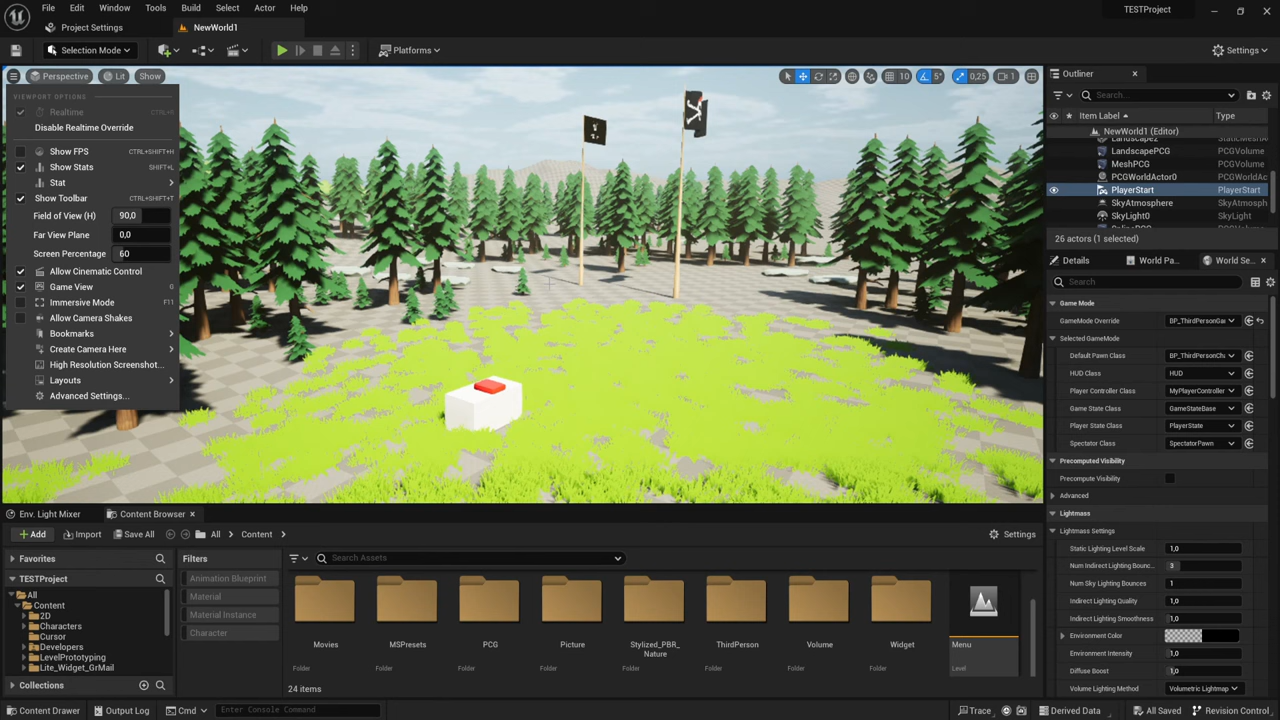 File Edit Window Tools Build Select Actor Help
TESTProject
Project Settings
NewWorld1
Selection Mode
Platforms
Settings
Perspective
Lit
Show
10
5°
0,25
1
VIEWPORT OPTIONS
Realtime
Disable Realtime Override
Show FPS CTRL+SHIFT+H
Show Stats SHIFT+L
Stat
Show Toolbar CTRL+SHIFT+T
Field of View (H) 90,0
Far View Plane 0,0
Screen Percentage 60
Allow Cinematic Control
Game View G
Immersive Mode F11
Allow Camera Shakes
Bookmarks
Create Camera Here
High Resolution Screenshot...
Layouts
Advanced Settings...
Outliner
Search...
Item Label Type
NewWorld1 (Editor)
LandscapePCG PCGVolume
MeshPCG PCGVolume
PCGWorldActor0 PCGWorldAc
PlayerStart PlayerStart
SkyAtmosphere SkyAtmosph
SkyLight0 SkyLight
26 actors (1 selected)
Details
World Pa...
World Se...
Search
Game Mode
GameMode Override BP_ThirdPersonGa
Selected GameMode
Default Pawn Class BP_ThirdPersonCh
HUD Class HUD
Player Controller Class MyPlayerController
Game State Class GameStateBase
Player State Class PlayerState
Spectator Class SpectatorPawn
Precomputed Visibility
Precompute Visibility
Advanced
Lightmass
Lightmass Settings
Static Lighting Level Scale 1,0
Num Indirect Lighting Bounc... 3
Num Sky Lighting Bounces 1
Indirect Lighting Quality 1,0
Indirect Lighting Smoothness 1,0
Environment Color
Environment Intensity 1,0
Diffuse Boost 1,0
Volume Lighting Method Volumetric Lightmap
Env. Light Mixer
Content Browser
Add
Import
Save All
All
Content
Settings
Favorites
TESTProject
All
Content
2D
Characters
Cursor
Developers
LevelPrototyping
Lite_Widget_GrMail
Collections
Filters
Animation Blueprint
Material
Material Instance
Character
Search Assets
Movies
Folder
MSPresets
Folder
PCG
Folder
Picture
Folder
Stylized_PBR_
Nature
Folder
ThirdPerson
Folder
Volume
Folder
Widget
Folder
Menu
Level
24 items
Content Drawer
Output Log
Cmd
Enter Console Command
Trace
Derived Data
All Saved
Revision Control